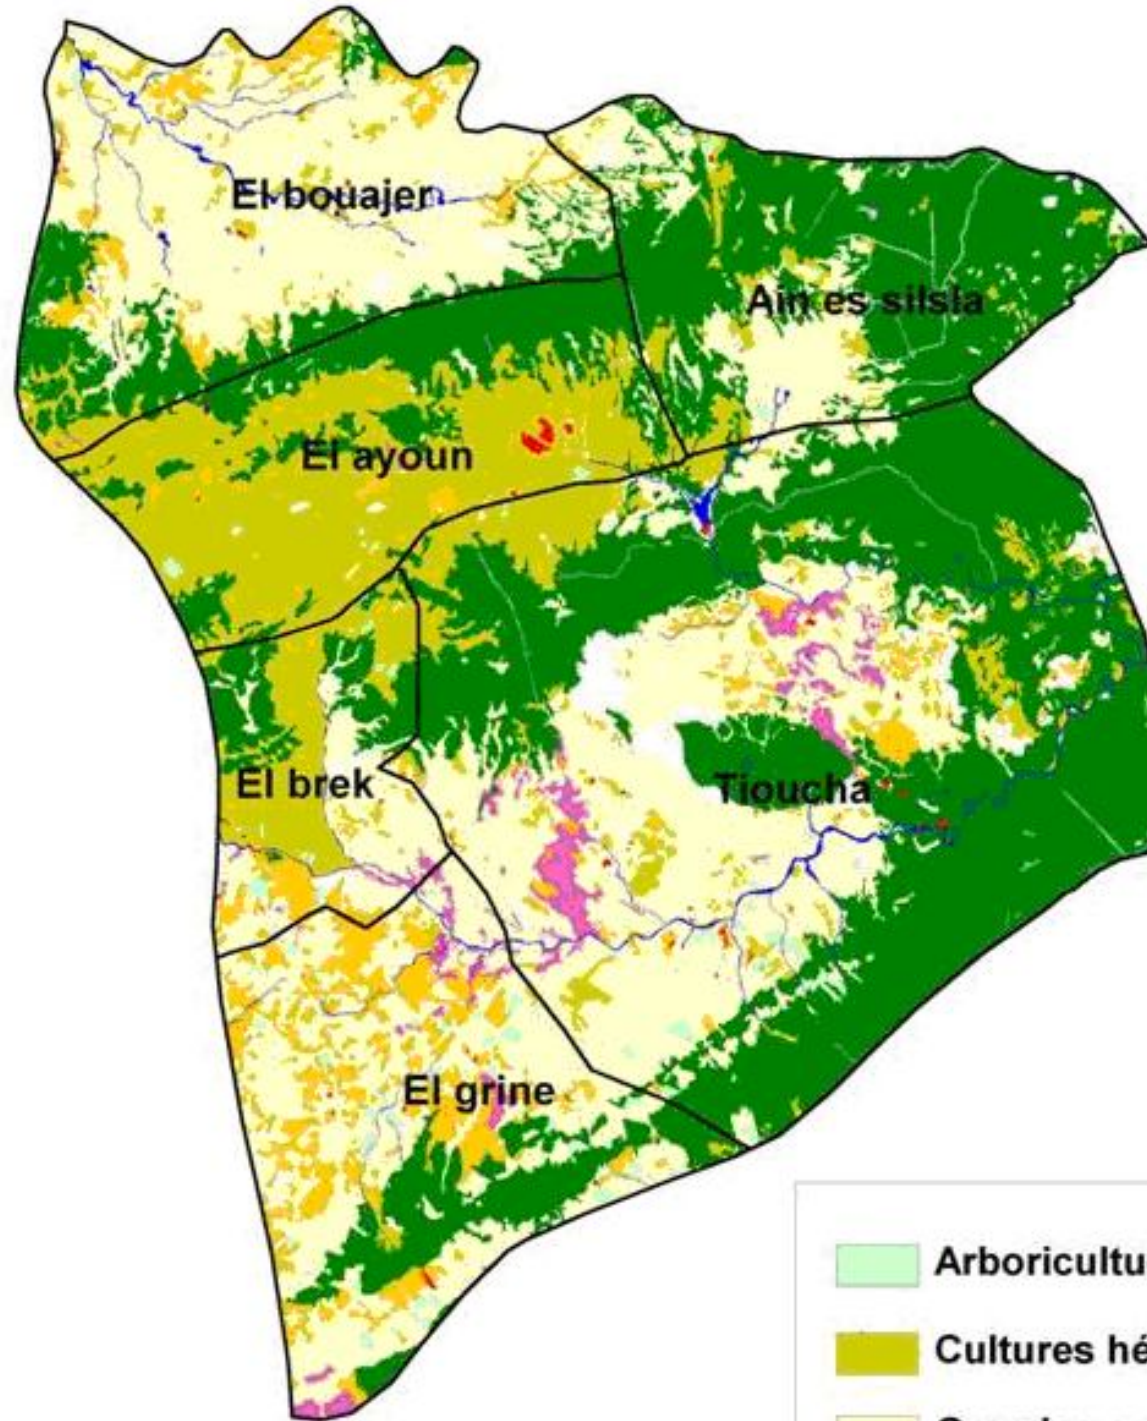 El bouajer
Ain es silsla
El ayoun
El brek
Tioucha
El grine
Arboricultu
Cultures hé